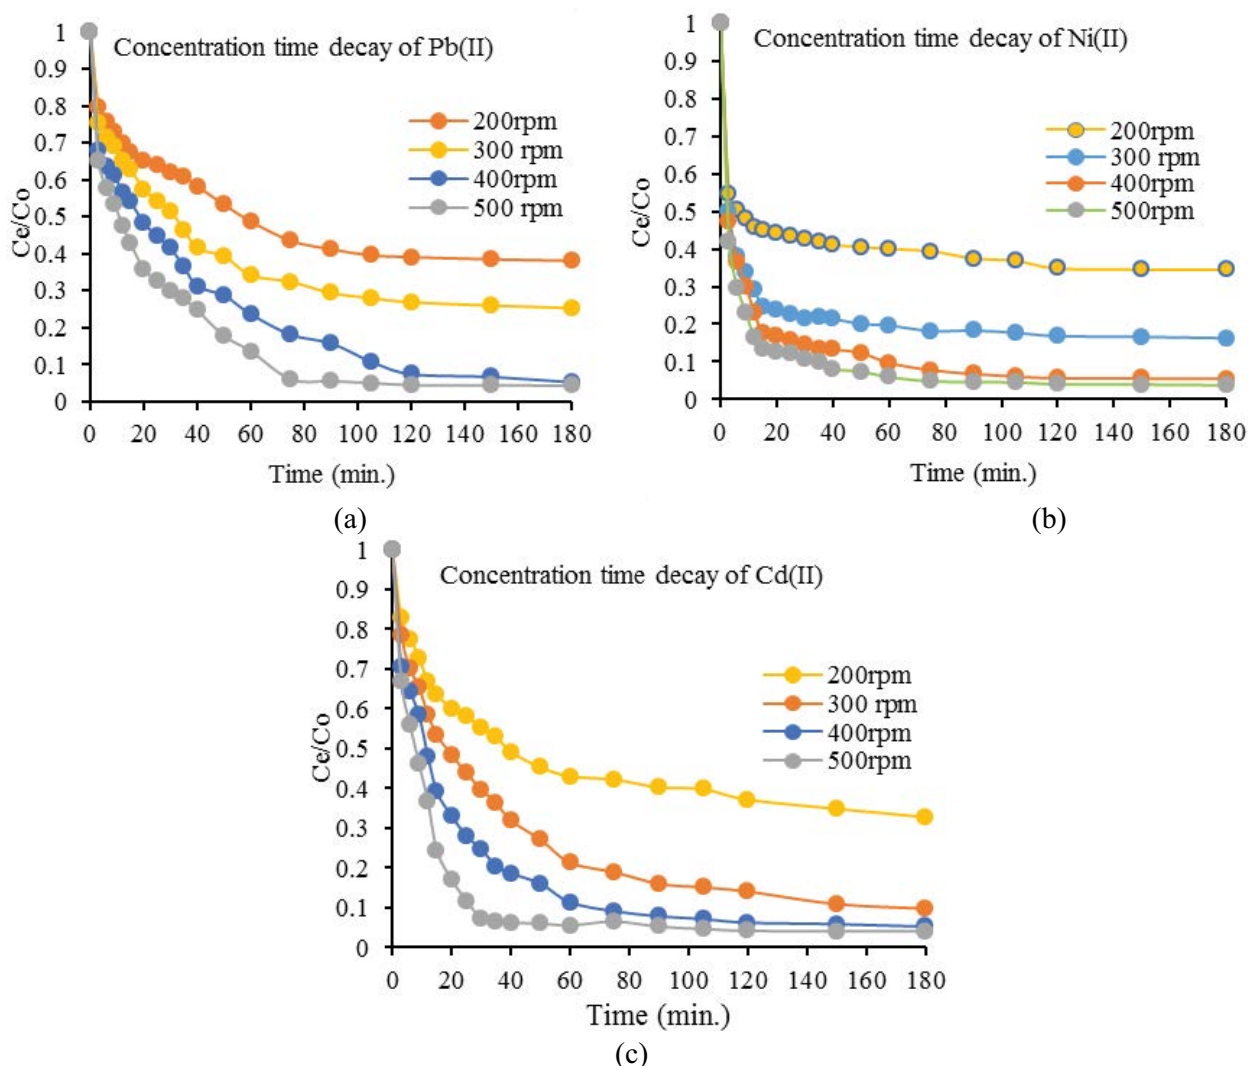 Concentration time decay of Pb(II)
Ce/Co
1
0.9
0.8
0.7
0.6
0.5
0.4
0.3
0.2
0.1
0
200rpm
300 rpm
400rpm
500 rpm
0 20 40 60 80 100 120 140 160 180
Time (min.)
(a)
Concentration time decay of Ni(II)
Ce/Co
1
0.9
0.8
0.7
0.6
0.5
0.4
0.3
0.2
0.1
0
200rpm
300 rpm
400rpm
500rpm
0 20 40 60 80 100 120 140 160 180
Time (min.)
(b)
Concentration time decay of Cd(II)
Ce/Co
1
0.9
0.8
0.7
0.6
0.5
0.4
0.3
0.2
0.1
0
200rpm
300 rpm
400rpm
500rpm
0 20 40 60 80 100 120 140 160 180
Time (min.)
(c)